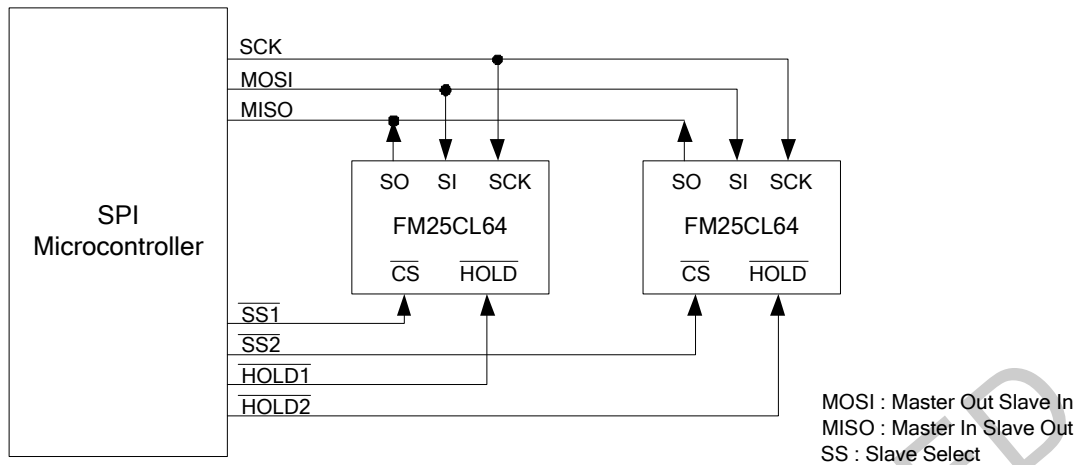 SCK
MOSI
MISO
SO SI SCK
FM25CL64
CS HOLD
SO SI SCK
FM25CL64
CS HOLD
SPI
Microcontroller
SS1
SS2
HOLD1
HOLD2
MOSI : Master Out Slave In
MISO : Master In Slave Out
SS : Slave Select